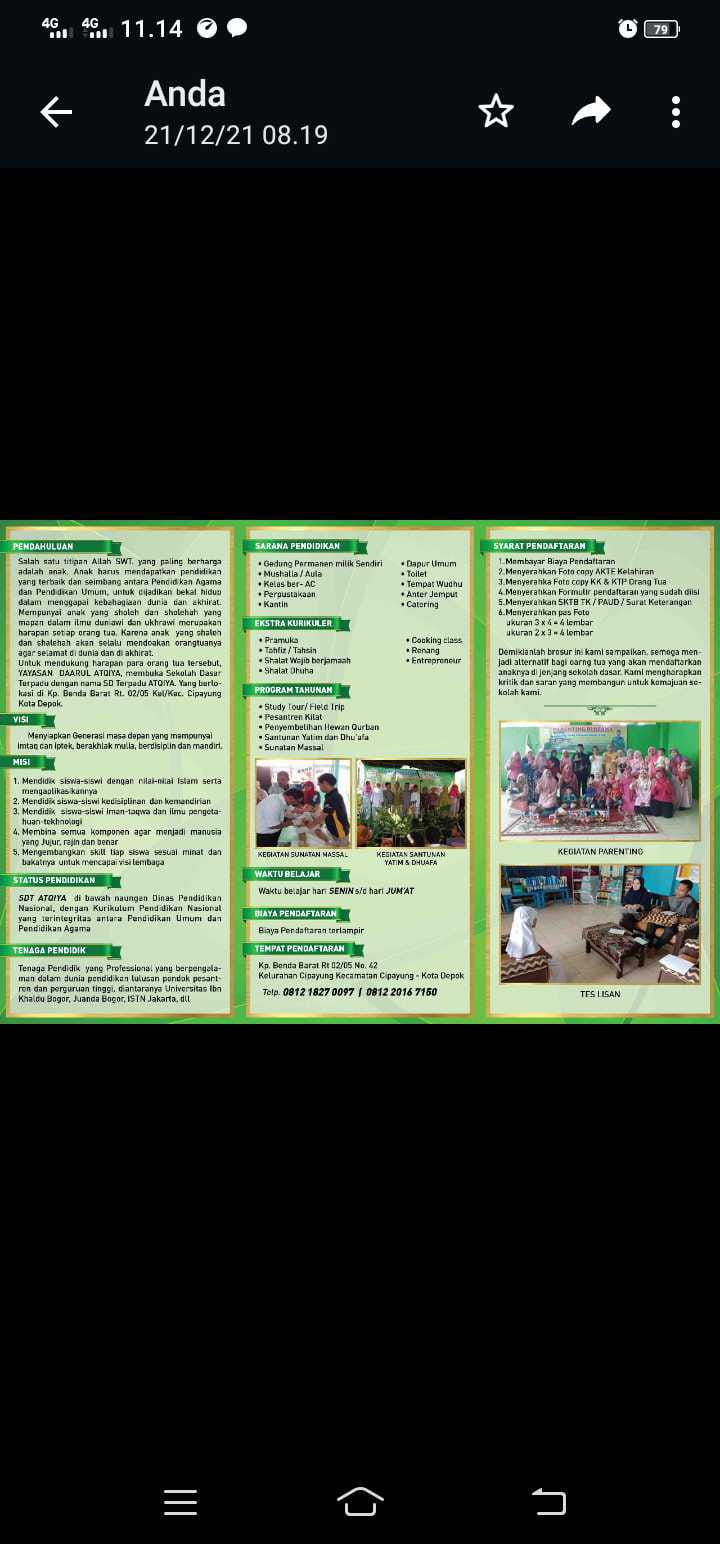 4G 4G 11.14
79
Anda
21/12/21 08.19
PENDAHULUAN
Salah satu titipan Allah SWT. yang paling berharga
adalah anak. Anak harus mendapatkan pendidikan
yang terbaik dan seimbang antara Pendidikan Agama
dan Pendidikan Umum, untuk dijadikan bekal hidup
dalam menggapai kebahagiaan dunia dan akhirat.
Mempunyai anak yang sholeh dan sholehah yang
mapan dalam ilmu duniawi dan ukhrawi merupakan
harapan setiap orang tua. Karena anak yang shaleh
dan shalehah akan selalu mendoakan orangtuanya
agar selamat di dunia dan di akhirat.
Untuk mendukung harapan para orang tua tersebut,
YAYASAN DAARUL ATQIYA, membuka Sekolah Dasar
Terpadu dengan nama SD Terpadu ATQIYA. Yang berlo-
kasi di Kp. Benda Barat Rt. 02/05 Kel/Kec. Cipayung
Kota Depok.
VISI
Menyiapkan Generasi masa depan yang mempunyai
imtaq dan iptek, berakhlak mulia, berdisiplin dan mandiri.
MISI
1. Mendidik siswa-siswi dengan nilai-nilai Islam serta
mengaplikasikannya
2. Mendidik siswa-siswi kedisiplinan dan kemandirian
3. Mendidik siswa-siswi iman-taqwa dan ilmu pengeta-
huan-tekhnologi
4. Membina semua komponen agar menjadi manusia
yang Jujur, rajin dan benar
5. Mengembangkan skill tiap siswa sesuai minat dan
bakatnya untuk mencapai visi lembaga
STATUS PENDIDIKAN
SDT ATQIYA di bawah naungan Dinas Pendidikan
Nasional, dengan Kurikulum Pendidikan Nasional
yang terintegritas antara Pendidikan Umum dan
Pendidikan Agama
TENAGA PENDIDIK
Tenaga Pendidik yang Professional yang berpengala-
man dalam dunia pendidikan lulusan pondok pesant-
ren dan perguruan tinggi, diantaranya Universitas Ibn
Khaldu Bogor, Juanda Bogor, ISTN Jakarta, dll
SARANA PENDIDIKAN
• Gedung Permanen milik Sendiri
• Mushalla / Aula
• Kelas ber- AC
• Perpustakaan
• Kantin
• Dapur Umum
• Toilet
• Tempat Wudhu
• Anter Jemput
• Catering
EKSTRA KURIKULER
• Pramuka
• Tahfiz / Tahsin
• Shalat Wajib berjamaah
• Shalat Dhuha
• Cooking class
• Renang
• Entrepreneur
PROGRAM TAHUNAN
• Study Tour/ Field Trip
• Pesantren Kilat
• Penyembelihan Hewan Qurban
• Santunan Yatim dan Dhu'afa
• Sunatan Massal
KEGIATAN SUNATAN MASSAL
KEGIATAN SANTUNAN
YATIM & DHUAFA
WAKTU BELAJAR
Waktu belajar hari SENIN s/d hari JUM'AT
BIAYA PENDAFTARAN
Biaya Pendaftaran terlampir
TEMPAT PENDAFTARAN
Kp. Benda Barat Rt 02/05 No. 42
Kelurahan Cipayung Kecamatan Cipayung - Kota Depok
Telp. 0812 1827 0097 | 0812 2016 7150
SYARAT PENDAFTARAN
1.Membayar Biaya Pendaftaran
2.Menyerahkan Foto copy AKTE Kelahiran
3.Menyerahka Foto copy KK & KTP Orang Tua
4.Menyerahkan Formulir pendaftaran yang sudah diisi
5.Menyerahkan SKTB TK / PAUD / Surat Keterangan
6.Menyerahkan pas Foto
ukuran 3 x 4 = 4 lembar
ukuran 2 x 3 = 4 lembar
Demikianlah brosur ini kami sampaikan, semoga men-
jadi alternatif bagi oarng tua yang akan mendaftarkan
anaknya di jenjang sekolah dasar. Kami mengharapkan
kritik dan saran yang membangun untuk kemajuan se-
kolah kami.
PARENTING BERSAMA
KEGIATAN PARENTING
TES LISAN